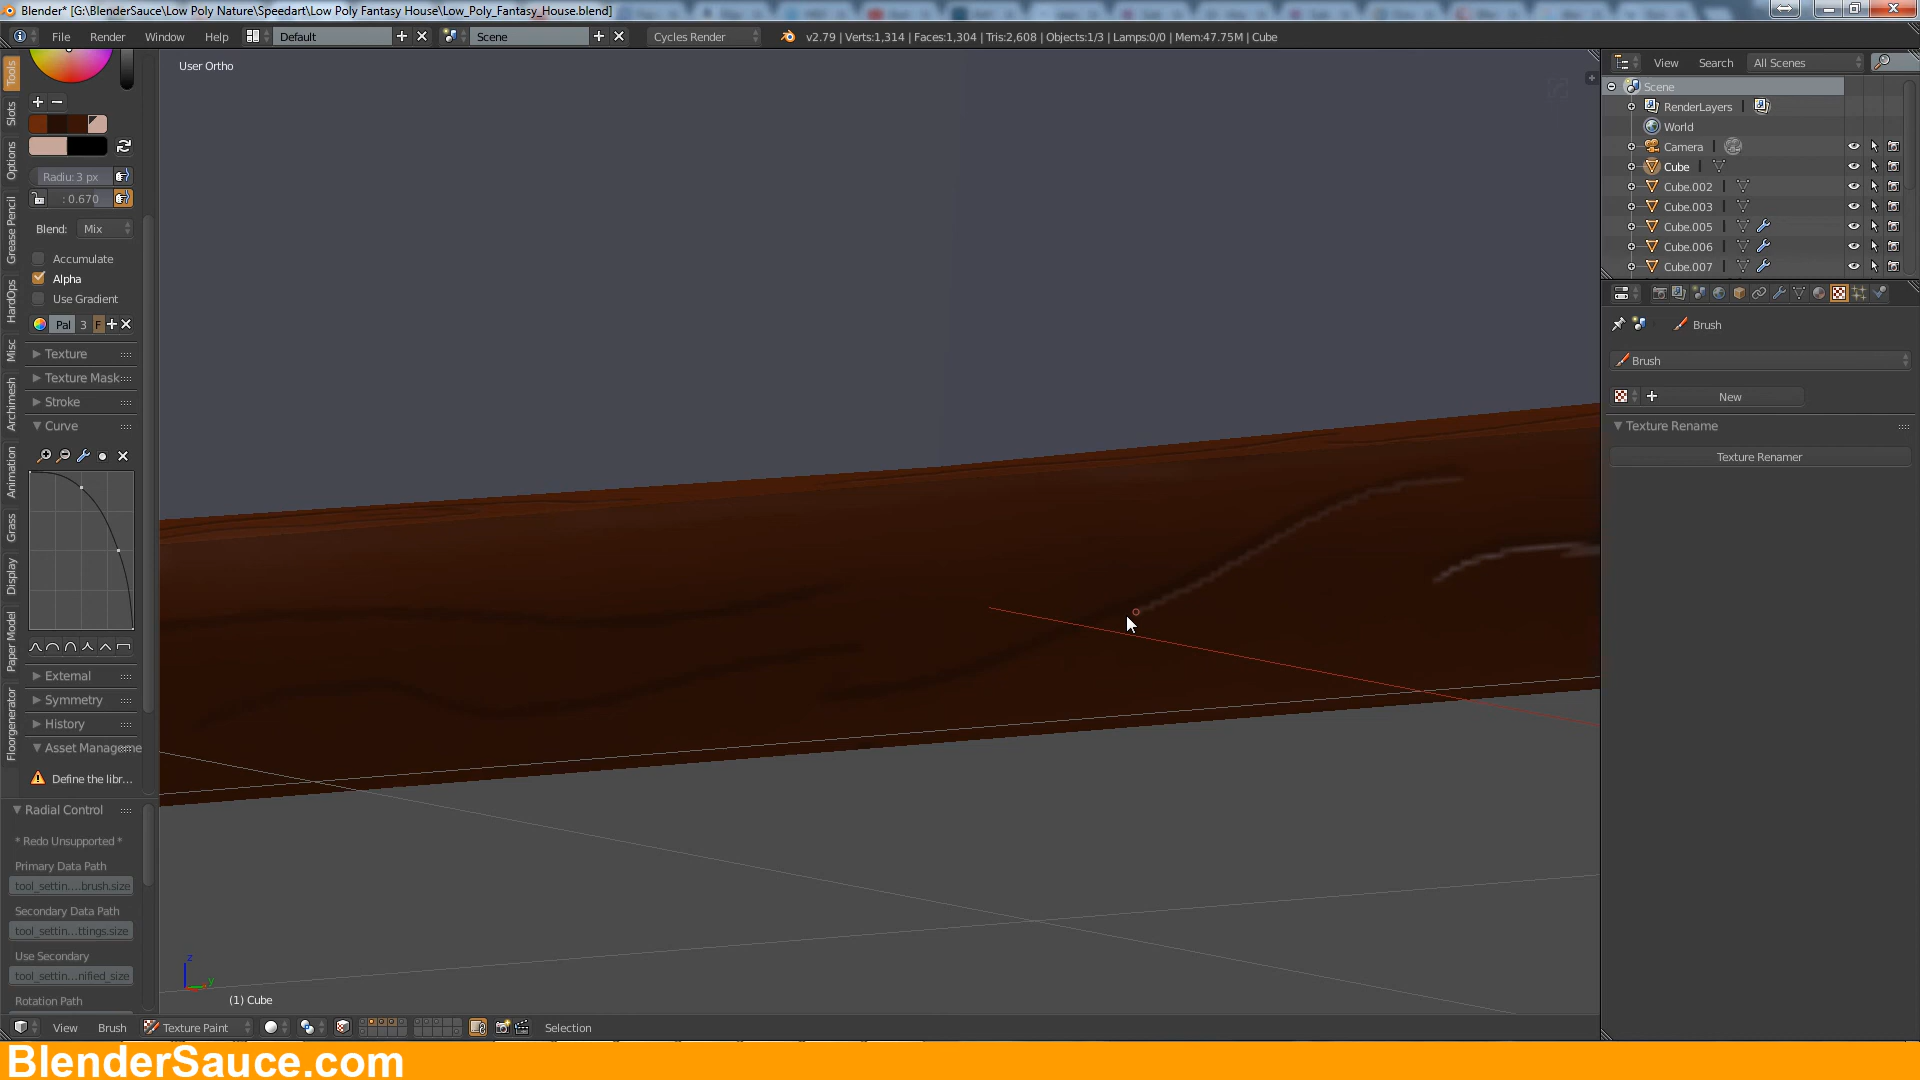 Blender* [G:\BlenderSauce\Low Poly Nature\Speedart\Low Poly Fantasy House\Low_Poly_Fantasy_House.blend]
File Render Window Help Default Scene Cycles Render v2.79 | Verts:1,314 | Faces:1,304 | Tris:2,608 | Objects:1/3 | Lamps:0/0 | Mem:47.75M | Cube
User Ortho
View Search All Scenes
Scene
RenderLayers
World
Camera
Cube
Cube.002
Cube.003
Cube.005
Cube.006
Cube.007
Brush
Brush
New
Texture Rename
Texture Renamer
Tools
Slots
Options
Grease Pencil
HardOps
Misc
Archimesh
Animation
Grass
Display
Paper Model
Floorgenerator
Radiu: 3 px
: 0.670
Blend: Mix
Accumulate
Alpha
Use Gradient
Pal 3 F
Texture
Texture Mask
Stroke
Curve
External
Symmetry
History
Asset Manageme
Define the libr...
Radial Control
* Redo Unsupported *
Primary Data Path
tool_settin....brush.size
Secondary Data Path
tool_settin...ttings.size
Use Secondary
tool_settin...nified_size
Rotation Path
z
y
(1) Cube
View Brush Texture Paint Selection
BlenderSauce.com